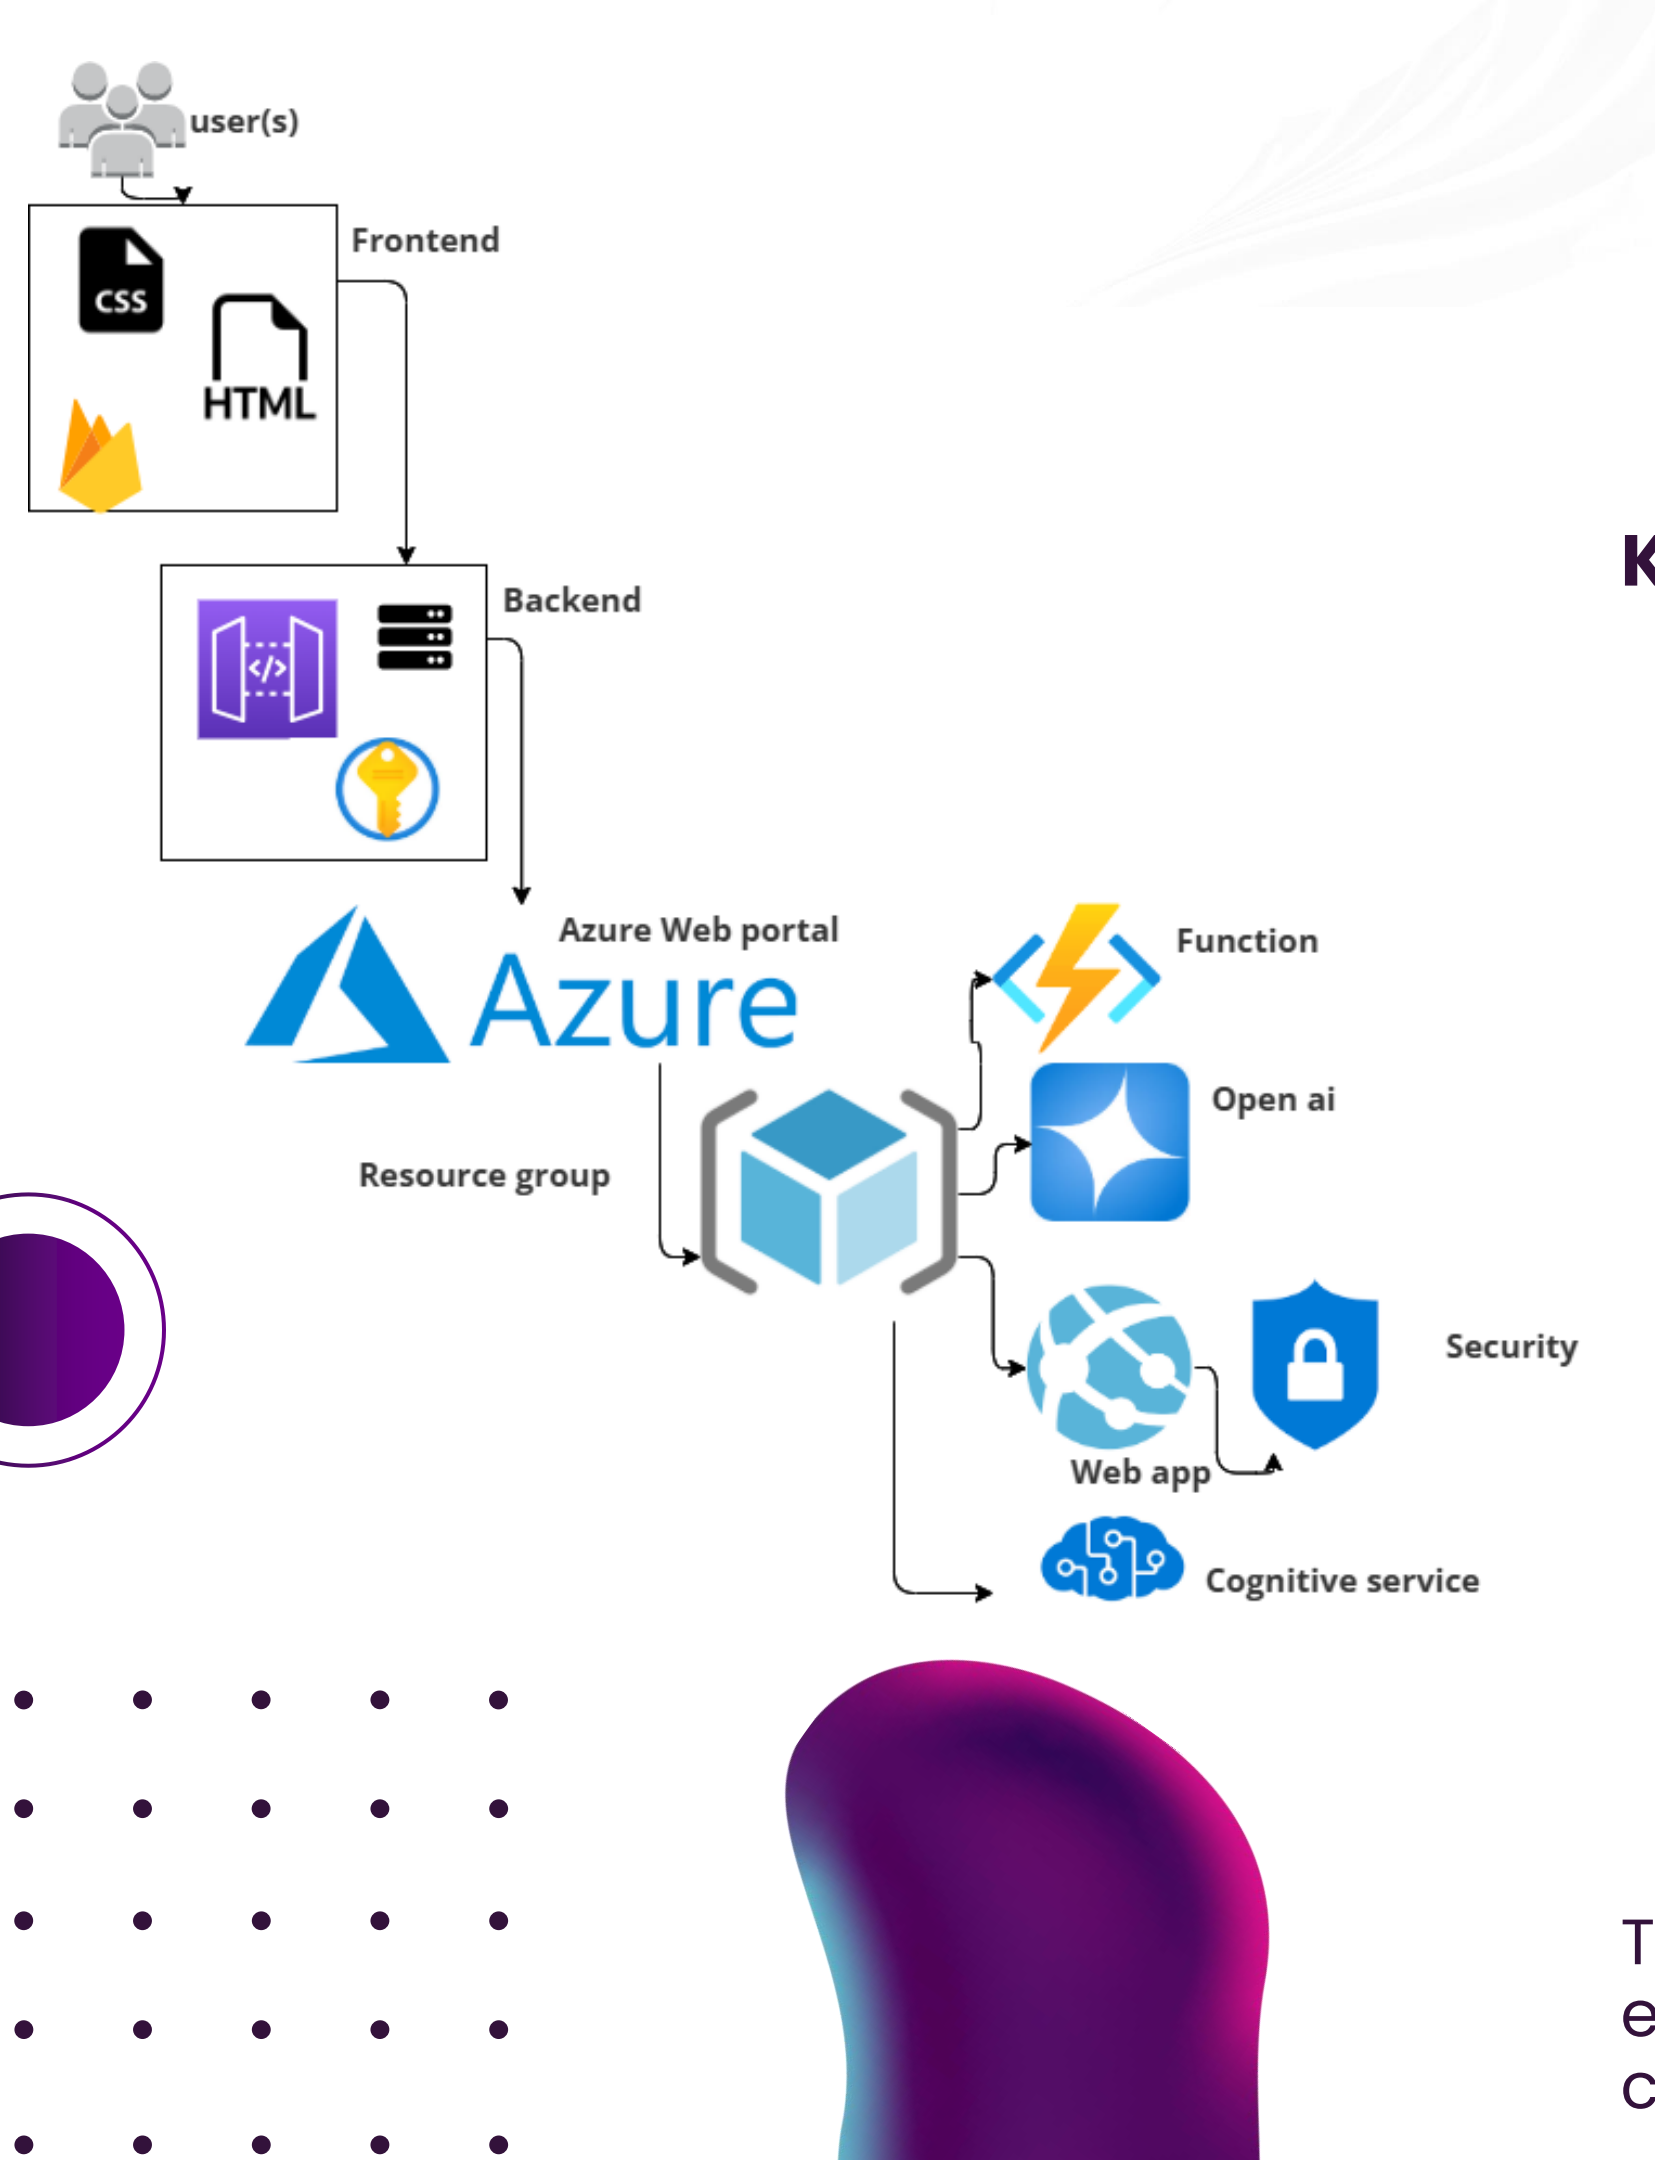 user(s)
Frontend
CSS
HTML
Backend
</>
Azure Web portal
Azure
Function
Open ai
Resource group
Security
Web app
Cognitive service
K
T
e
c